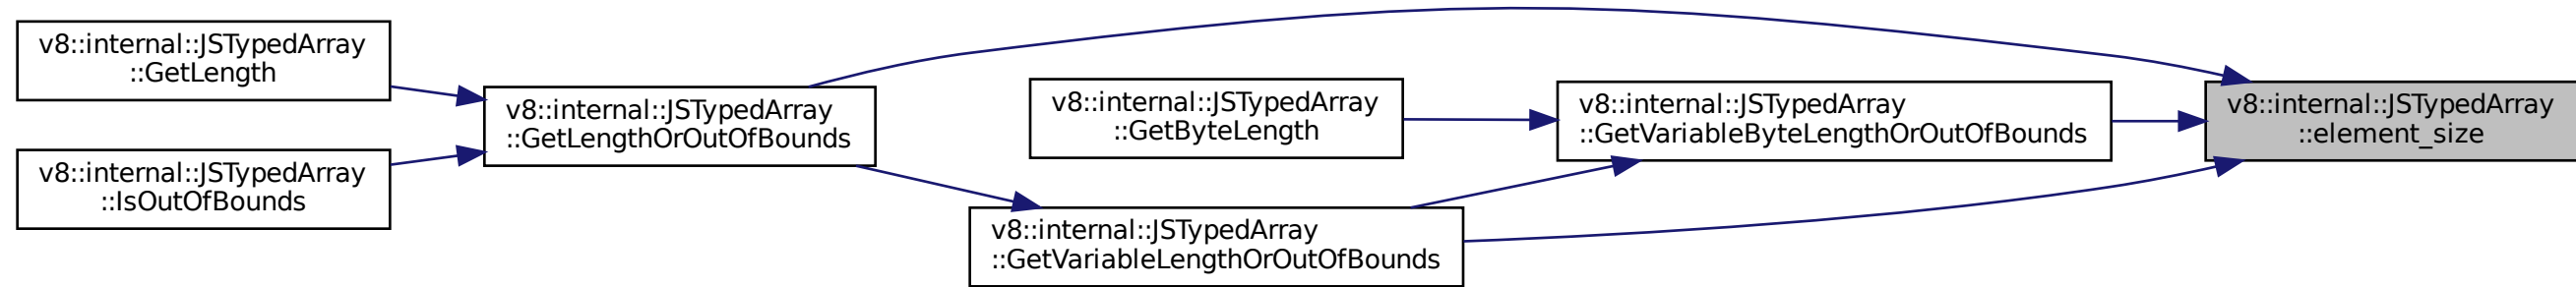 v8::internal::JSTypedArray
::GetLength
v8::internal::JSTypedArray
::IsOutOfBounds
v8::internal::JSTypedArray
::GetLengthOrOutOfBounds
v8::internal::JSTypedArray
::GetByteLength
v8::internal::JSTypedArray
::GetVariableLengthOrOutOfBounds
v8::internal::JSTypedArray
::GetVariableByteLengthOrOutOfBounds
v8::internal::JSTypedArray
::element_size